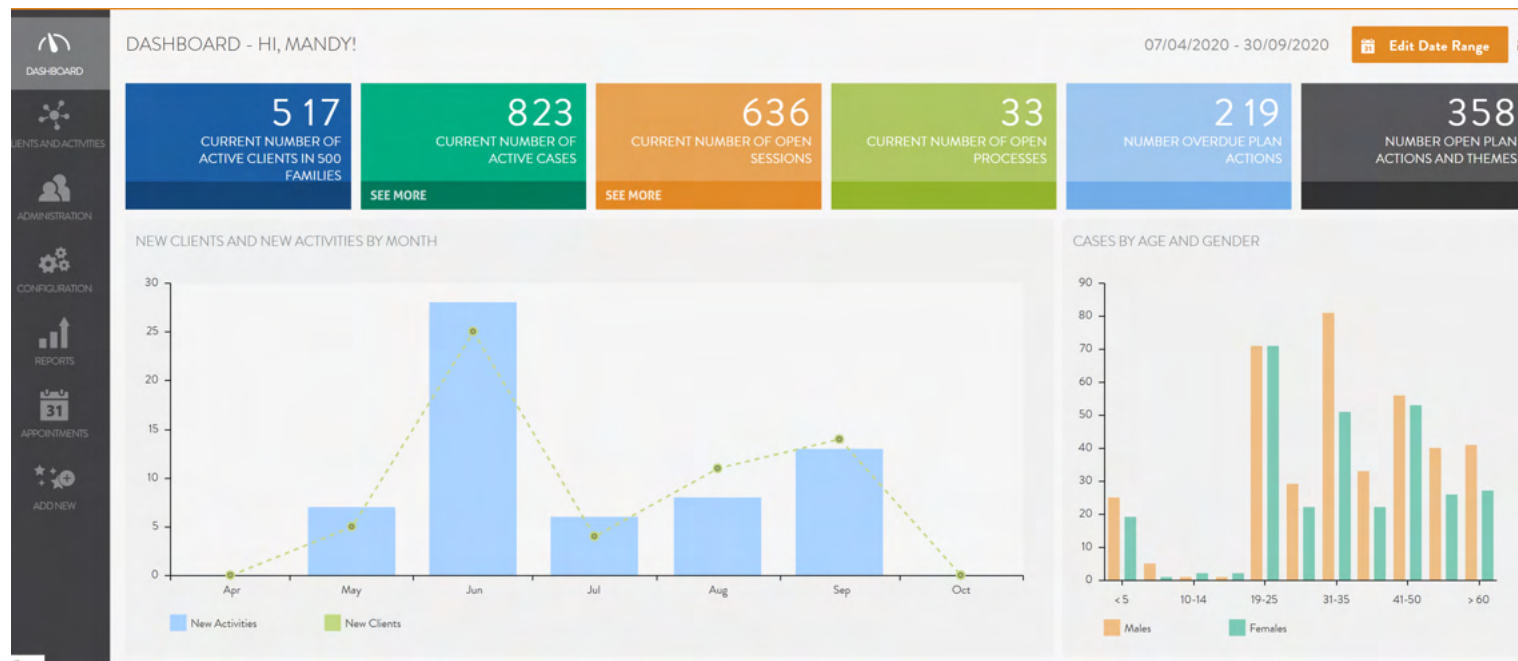 DASHBOARD
DASHBOARD - HI, MANDY!
07/04/2020 - 30/09/2020
31
Edit Date Range
LIENTS AND ACTIVITIES
ADMINISTRATION
CONFIGURATION
REPORTS
31
APPOINTMENTS
ADD NEW
517
CURRENT NUMBER OF
ACTIVE CLIENTS IN 500
FAMILIES
823
CURRENT NUMBER OF
ACTIVE CASES
SEE MORE
636
CURRENT NUMBER OF OPEN
SESSIONS
SEE MORE
33
CURRENT NUMBER OF OPEN
PROCESSES
219
NUMBER OVERDUE PLAN
ACTIONS
358
NUMBER OPEN PLAN
ACTIONS AND THEMES
NEW CLIENTS AND NEW ACTIVITIES BY MONTH
30
25
20
15
10
5
0
Apr May Jun Jul Aug Sep Oct
New Activities New Clients
CASES BY AGE AND GENDER
90
80
70
60
50
40
30
20
10
0
< 5 10-14 19-25 31-35 41-50 > 60
Males Females